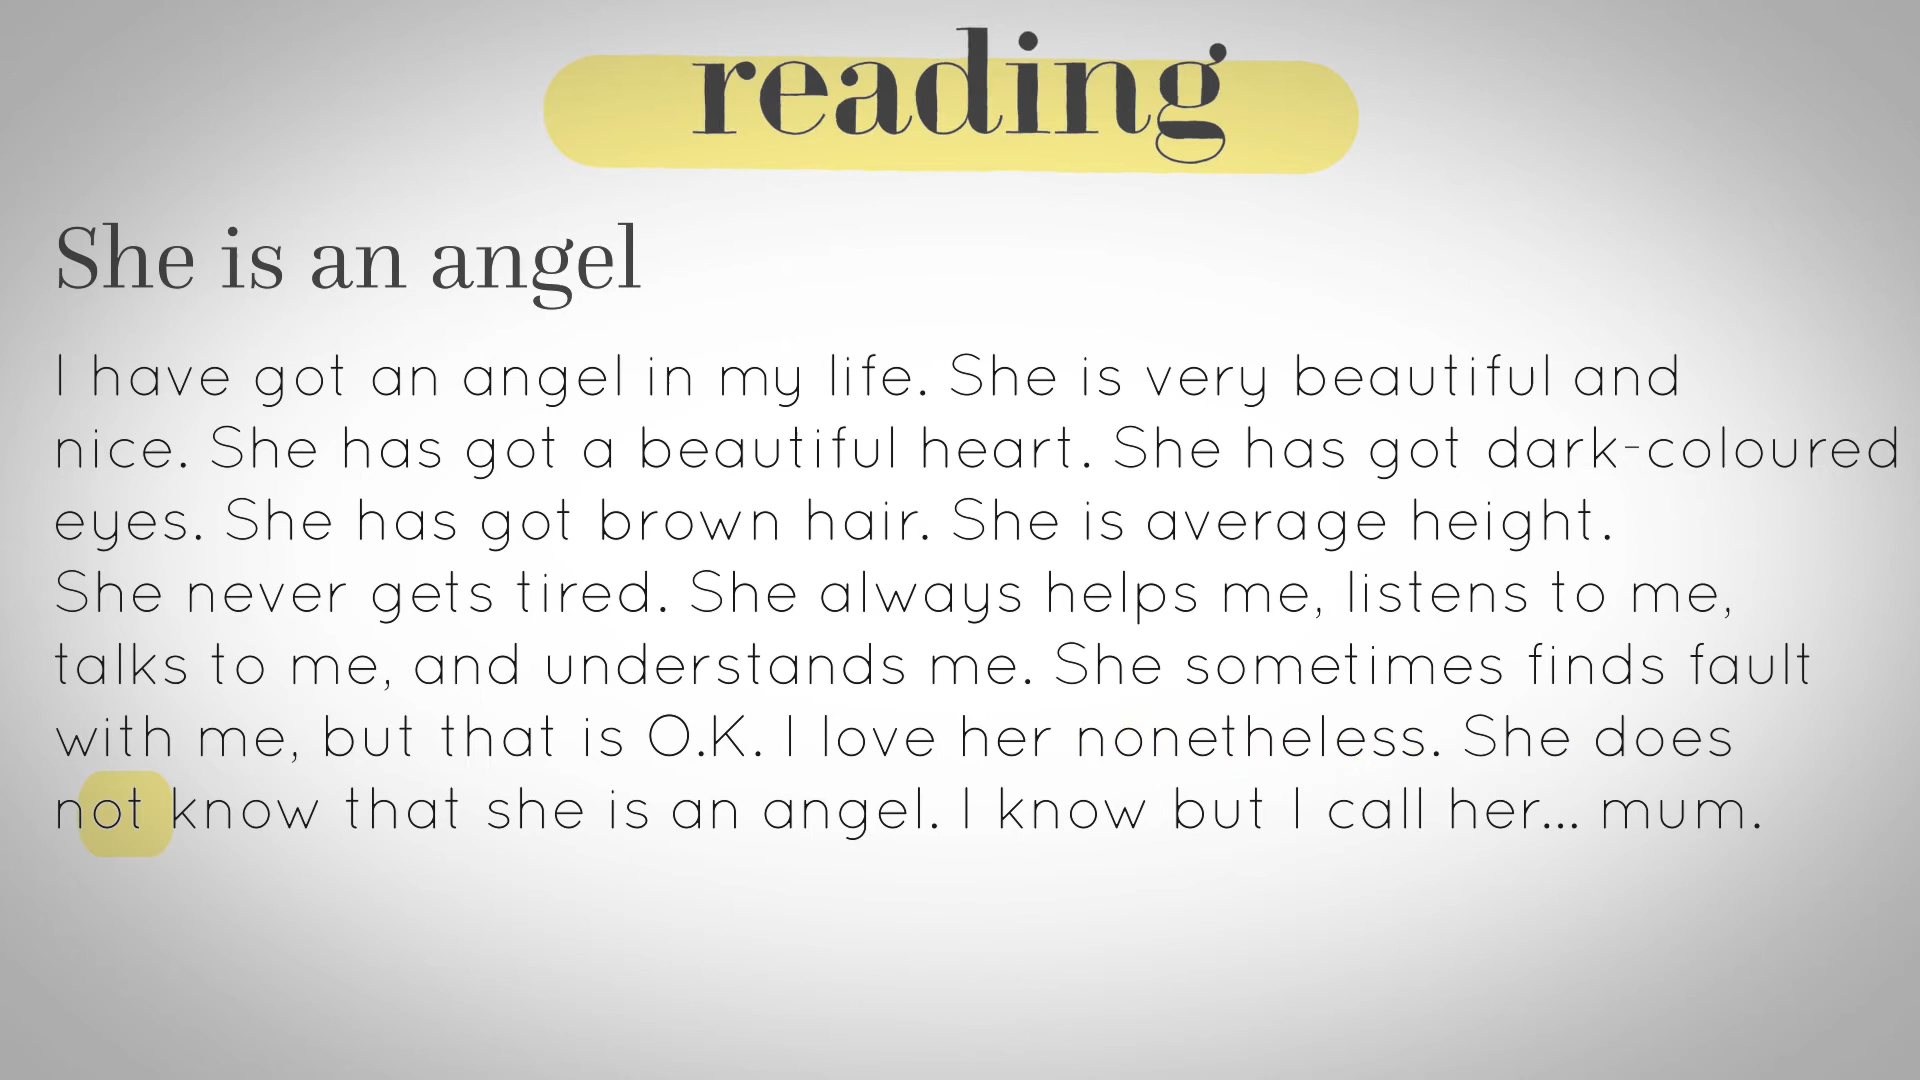 reading
She is an angel
I have got an angel in my life. She is very beautiful and
nice. She has got a beautiful heart. She has got dark-coloured
eyes. She has got brown hair. She is average height.
She never gets tired. She always helps me, listens to me,
talks to me, and understands me. She sometimes finds fault
with me, but that is O.K. I love her nonetheless. She does
not know that she is an angel. I know but I call her... mum.